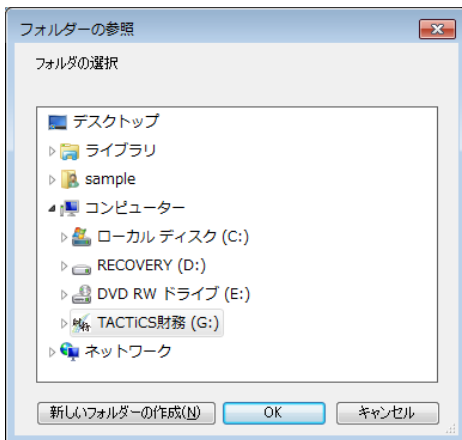 フォルダーの参照
フォルダの選択
デスクトップ
ライブラリ
sample
コンピューター
ローカル ディスク (C:)
RECOVERY (D:)
DVD RW ドライブ (E:)
TACTiCS財務 (G:)
ネットワーク
新しいフォルダーの作成(N) OK キャンセル